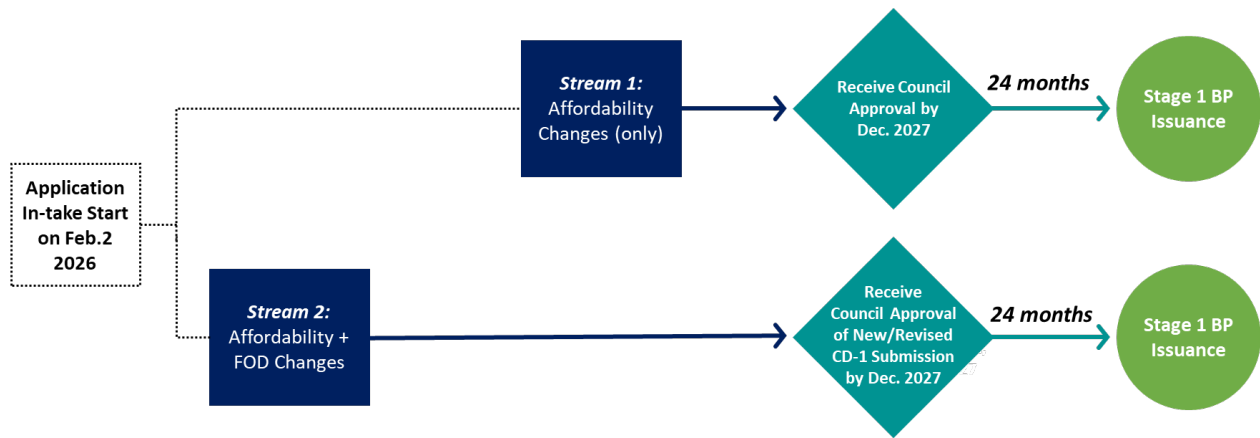 Application
In-take Start
on Feb.2
2026
Stream 1:
Affordability
Changes (only)
Receive Council
Approval by
Dec. 2027
24 months
Stage 1 BP
Issuance
Stream 2:
Affordability +
FOD Changes
Receive
Council Approval
of New/Revised
CD-1 Submission
by Dec. 2027
24 months
Stage 1 BP
Issuance